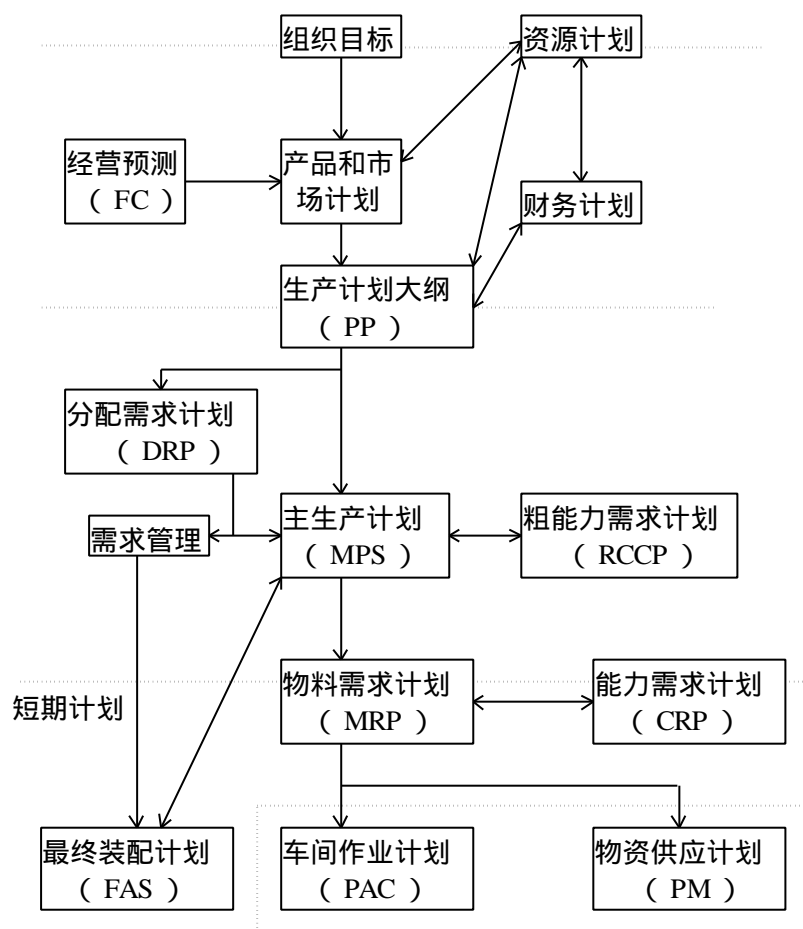 组织目标
资源计划
经营预测
（ FC ）
产品和市
场计划
财务计划
生产计划大纲
（ PP ）
分配需求计划
（ DRP ）
需求管理
主生产计划
（ MPS ）
粗能力需求计划
（ RCCP ）
物料需求计划
（ MRP ）
能力需求计划
（ CRP ）
短期计划
最终装配计划
（ FAS ）
车间作业计划
（ PAC ）
物资供应计划
（ PM ）